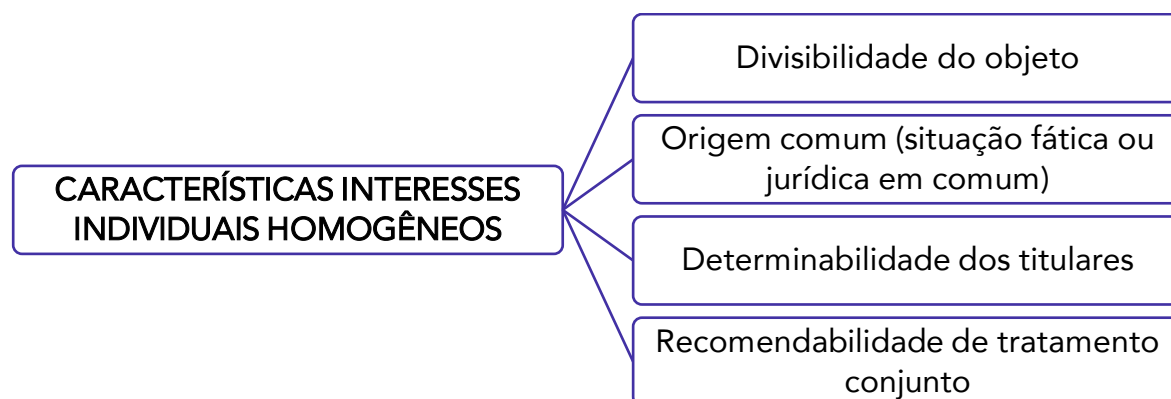 CARACTERÍSTICAS INTERESSES
INDIVIDUAIS HOMOGÊNEOS
Divisibilidade do objeto
Origem comum (situação fática ou
jurídica em comum)
Determinabilidade dos titulares
Recomendabilidade de tratamento
conjunto